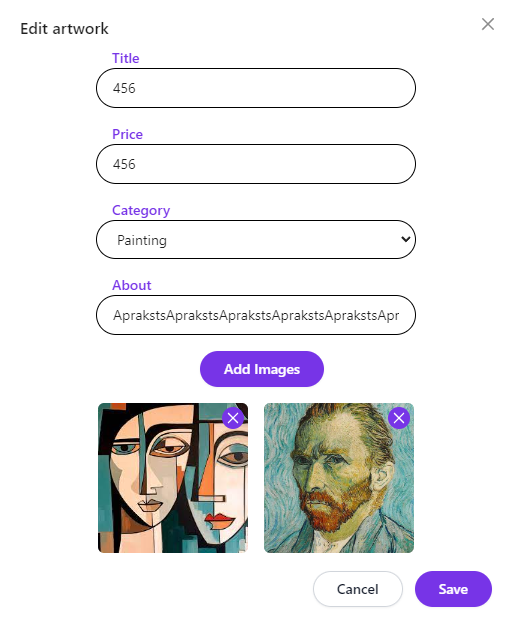 Edit artwork
Title
456
Price
456
Category
Painting
About
AprakstsAprakstsAprakstsAprakstsAprakstsApr
Add Images
Cancel
Save